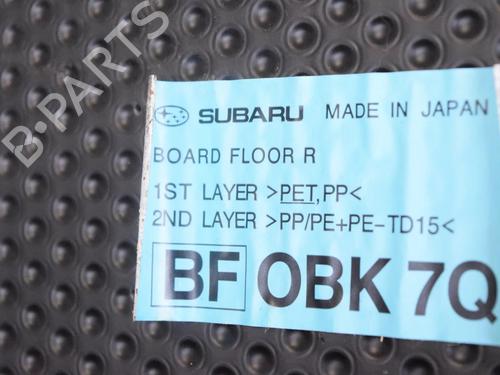 B-PARTS
SUBARU MADE IN JAPAN
BOARD FLOOR R
1ST LAYER >PET,PP<
2ND LAYER >PP/PE+PE-TD15<
BF OBK 7Q